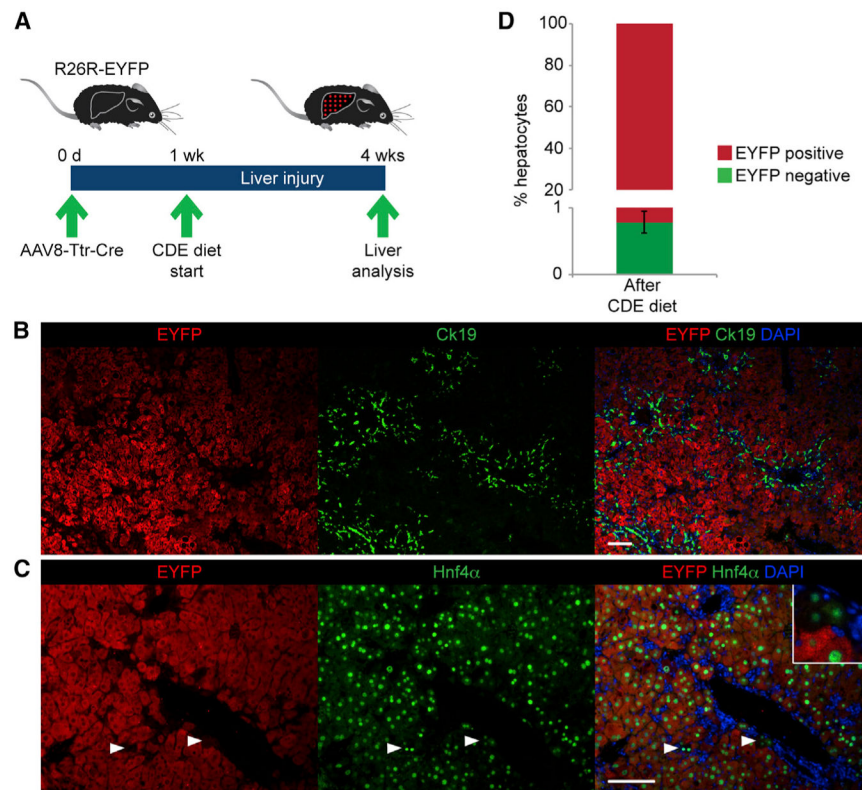 A
R26R-EYFP
0 d
1 wk
4 wks
Liver injury
AAV8-Ttr-Cre
CDE diet
start
Liver
analysis
D
% hepatocytes
100
80
60
40
20
1
0
After
CDE diet
EYFP positive
EYFP negative
B
EYFP
Ck19
EYFP Ck19 DAPI
C
EYFP
Hnf4α
EYFP Hnf4α DAPI